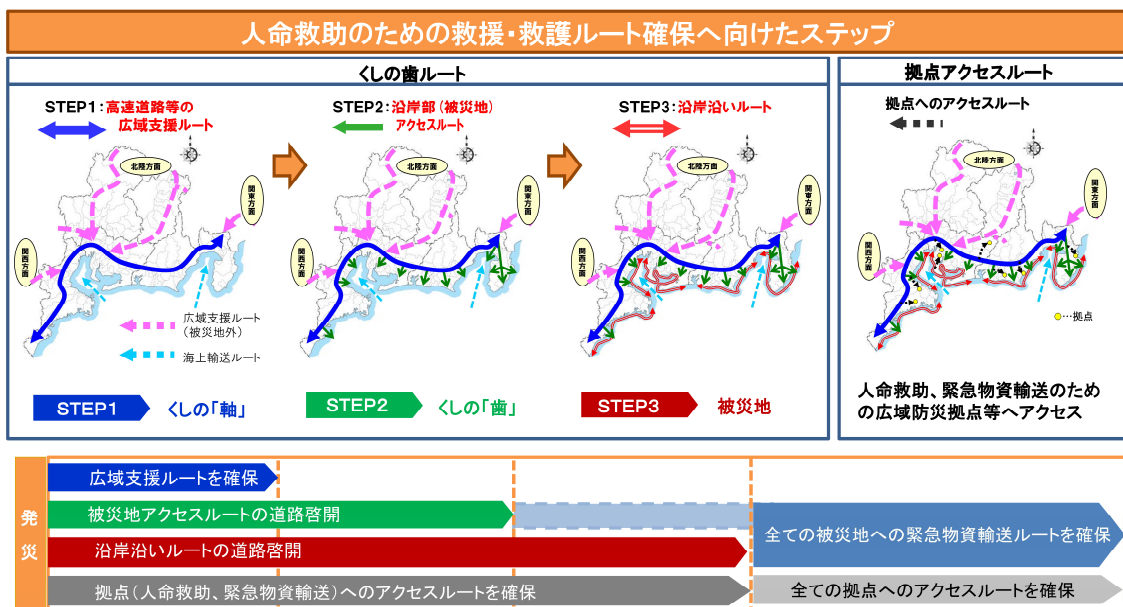 人命救助のための救援・救護ルート確保へ向けたステップ
くしの歯ルート
STEP1：高速道路等の
広域支援ルート
北陸方面
関東方面
関西方面
広域支援ルート
（被災地外）
海上輸送ルート
STEP1
くしの「軸」
STEP2：沿岸部（被災地）
アクセスルート
北陸方面
関東方面
関西方面
STEP2
くしの「歯」
STEP3：沿岸沿いルート
北陸方面
関東方面
関西方面
STEP3
被災地
拠点アクセスルート
拠点へのアクセスルート
北陸方面
関東方面
関西方面
…拠点
人命救助、緊急物資輸送のため
の広域防災拠点等へアクセス
発災
広域支援ルートを確保
被災地アクセスルートの道路啓開
沿岸沿いルートの道路啓開
全ての被災地への緊急物資輸送ルートを確保
拠点（人命救助、緊急物資輸送）へのアクセスルートを確保
全ての拠点へのアクセスルートを確保